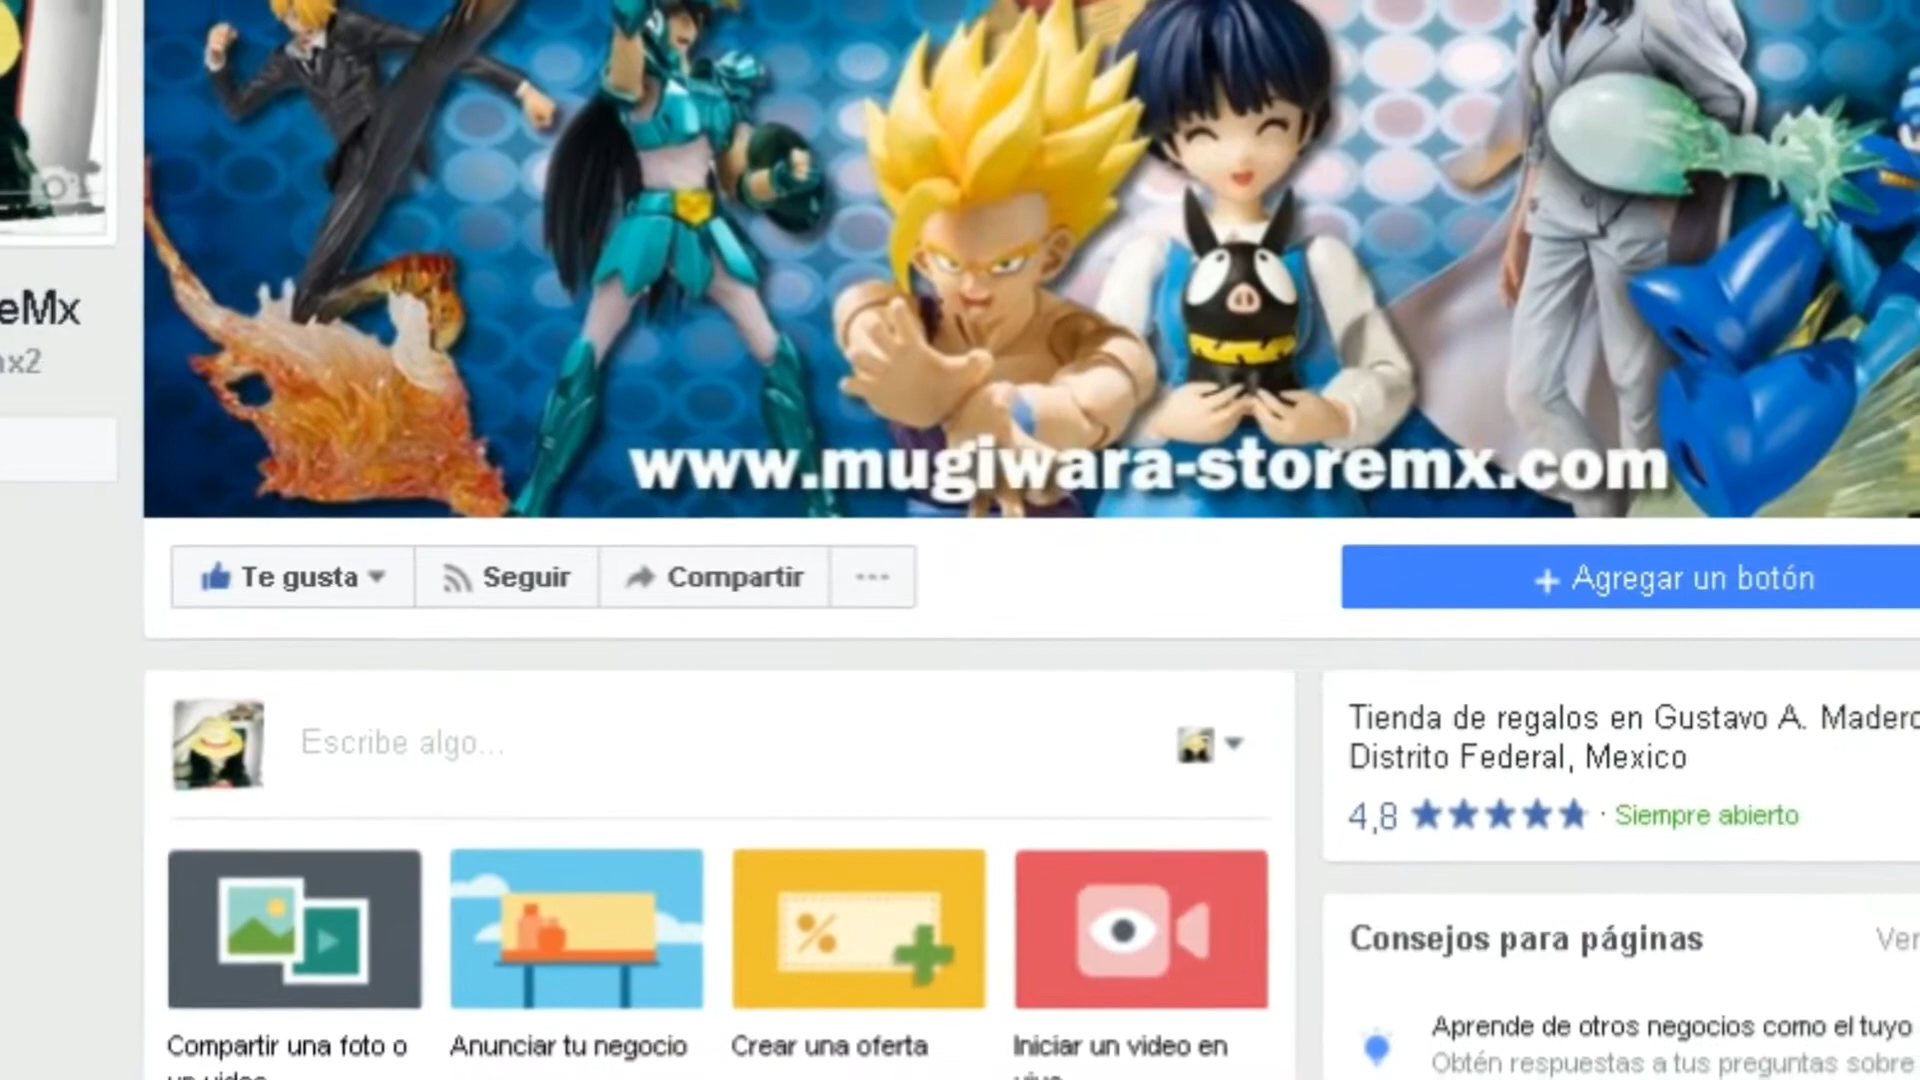 www.mugiwara-storemx.com
eMx
x2
Te gusta
Seguir
Compartir
+ Agregar un botón
Escribe algo...
Tienda de regalos en Gustavo A. Madero
Distrito Federal, Mexico
4,8 ★★★★★ · Siempre abierto
Compartir una foto o
un video
Anunciar tu negocio
Crear una oferta
Iniciar un video en
vivo
Consejos para páginas
Ver
Aprende de otros negocios como el tuyo
Obtén respuestas a tus preguntas sobre